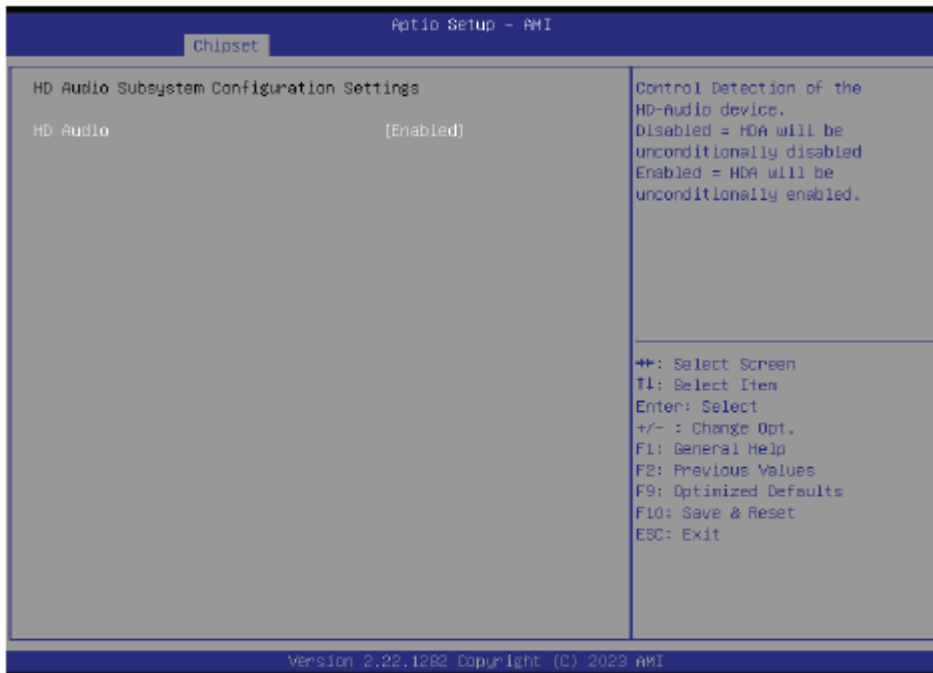 Aptio Setup - AMI
Chipset
HD Audio Subsystem Configuration Settings
HD Audio [Enabled]
Control Detection of the
HD-Audio device.
Disabled = HDA will be
unconditionally disabled
Enabled = HDA will be
unconditionally enabled.
→←: Select Screen
↑↓: Select Item
Enter: Select
+/- : Change Opt.
F1: General Help
F2: Previous Values
F9: Optimized Defaults
F10: Save & Reset
ESC: Exit
Version 2.22.1282 Copyright (C) 2023 AMI